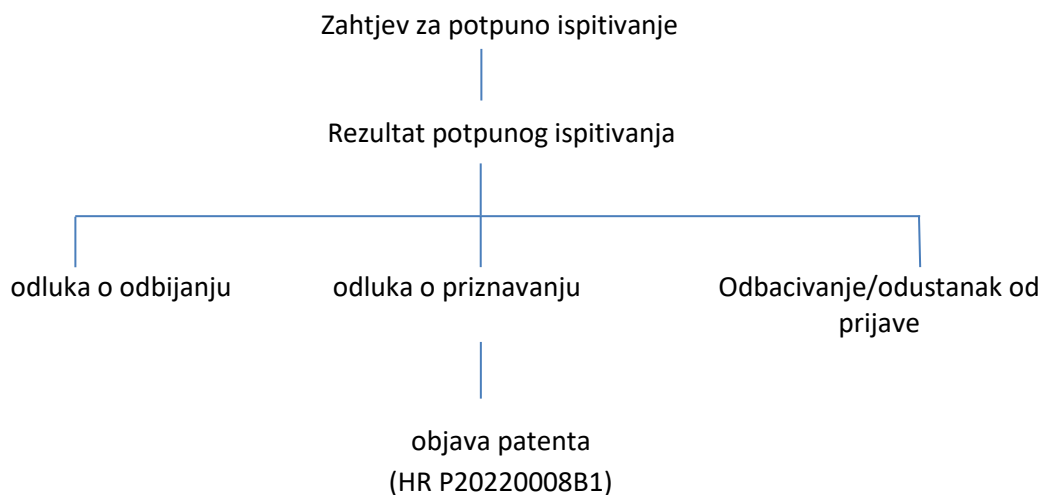 Zahtjev za potpuno ispitivanje
Rezultat potpunog ispitivanja
odluka o odbijanju
odluka o priznavanju
Odbacivanje/odustanak od
prijave
objava patenta
(HR P20220008B1)